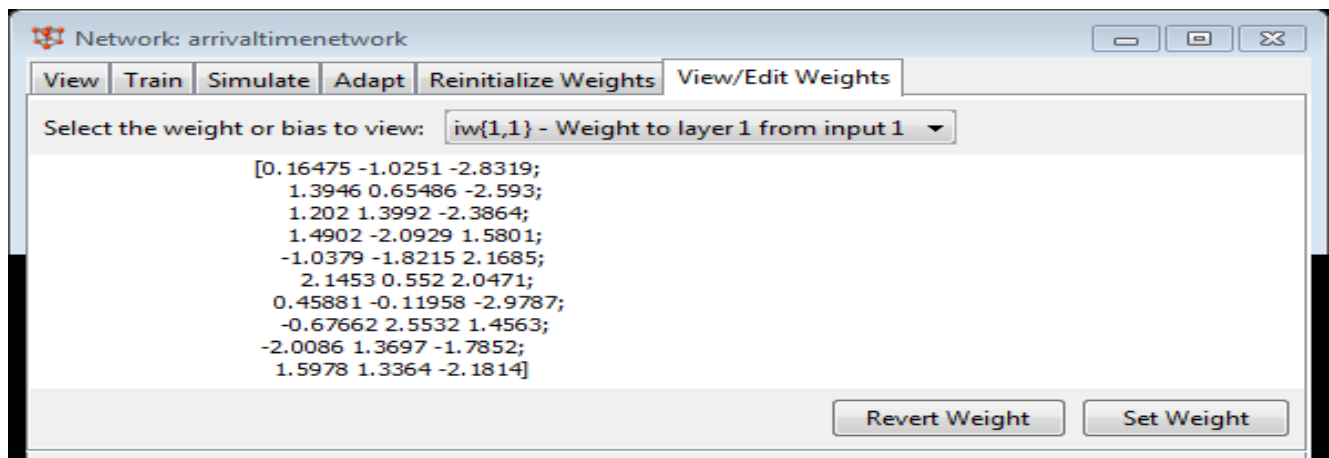 Network: arrivaltimenetwork
View Train Simulate Adapt Reinitialize Weights View/Edit Weights
Select the weight or bias to view: iw{1,1} - Weight to layer 1 from input 1
[0.16475 -1.0251 -2.8319;
1.3946 0.65486 -2.593;
1.202 1.3992 -2.3864;
1.4902 -2.0929 1.5801;
-1.0379 -1.8215 2.1685;
2.1453 0.552 2.0471;
0.45881 -0.11958 -2.9787;
-0.67662 2.5532 1.4563;
-2.0086 1.3697 -1.7852;
1.5978 1.3364 -2.1814]
Revert Weight Set Weight